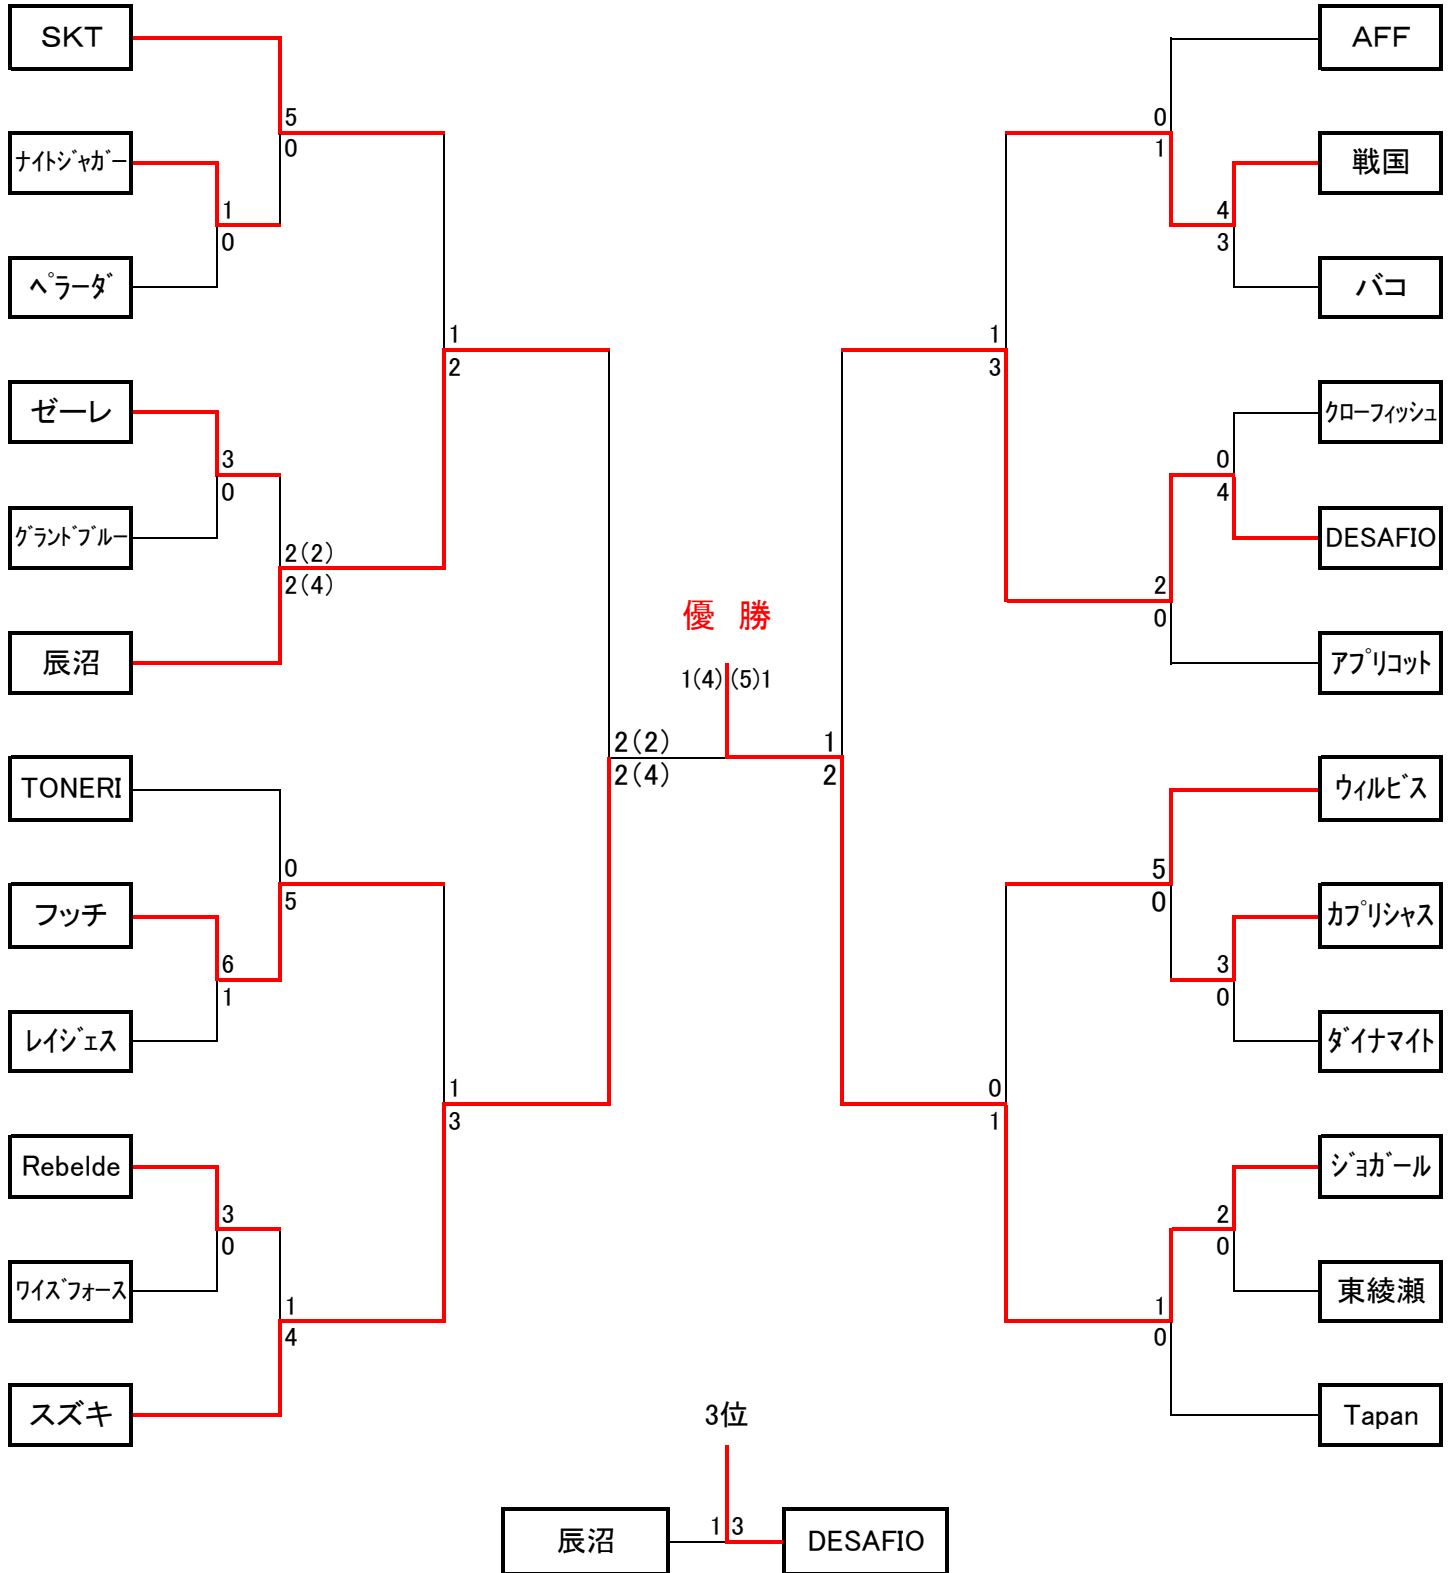 SKT
5
0
ナイトジャガー
1
0
ペラーダ
1
2
ゼーレ
3
0
グランドブルー
2(2)
2(4)
辰沼
TONERI
0
5
フッチ
6
1
レイジェス
1
3
Rebelde
3
0
ワイズフォース
1
4
スズキ
2(2)
2(4)
優 勝
1(4) (5)1
1
2
AFF
0
1
戦国
4
3
バコ
1
3
クローフィッシュ
0
4
DESAFIO
2
0
アプリコット
ウィルビス
5
0
カプリシャス
3
0
ダイナマイト
0
1
ジョガール
2
0
東綾瀬
1
0
Tapan
3位
辰沼 1 3 DESAFIO